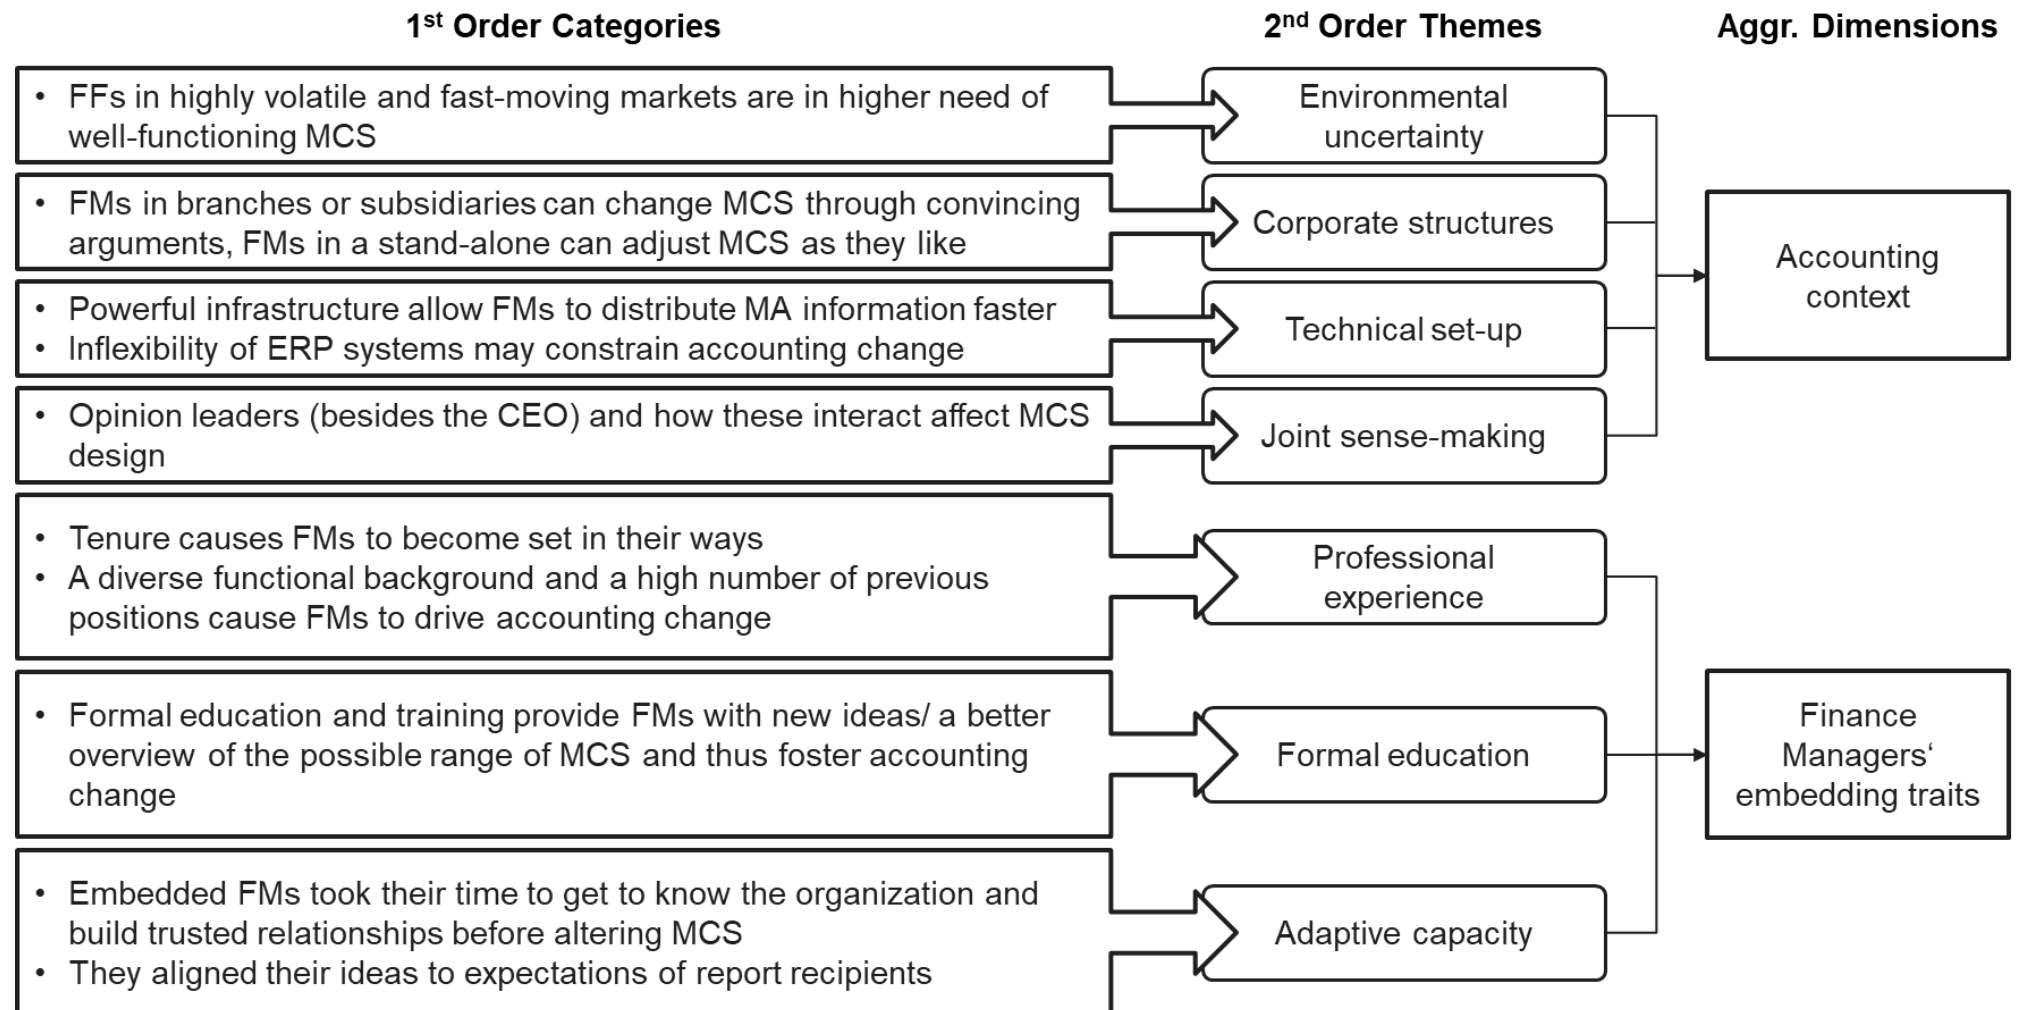 1st Order Categories
2nd Order Themes
Aggr. Dimensions
• FFs in highly volatile and fast-moving markets are in higher need of
well-functioning MCS
Environmental
uncertainty
• FMs in branches or subsidiaries can change MCS through convincing
arguments, FMs in a stand-alone can adjust MCS as they like
Corporate structures
• Powerful infrastructure allow FMs to distribute MA information faster
• Inflexibility of ERP systems may constrain accounting change
Technical set-up
• Opinion leaders (besides the CEO) and how these interact affect MCS
design
Joint sense-making
Accounting
context
• Tenure causes FMs to become set in their ways
• A diverse functional background and a high number of previous
positions cause FMs to drive accounting change
Professional
experience
• Formal education and training provide FMs with new ideas/ a better
overview of the possible range of MCS and thus foster accounting
change
Formal education
• Embedded FMs took their time to get to know the organization and
build trusted relationships before altering MCS
• They aligned their ideas to expectations of report recipients
Adaptive capacity
Finance
Managers‘
embedding traits